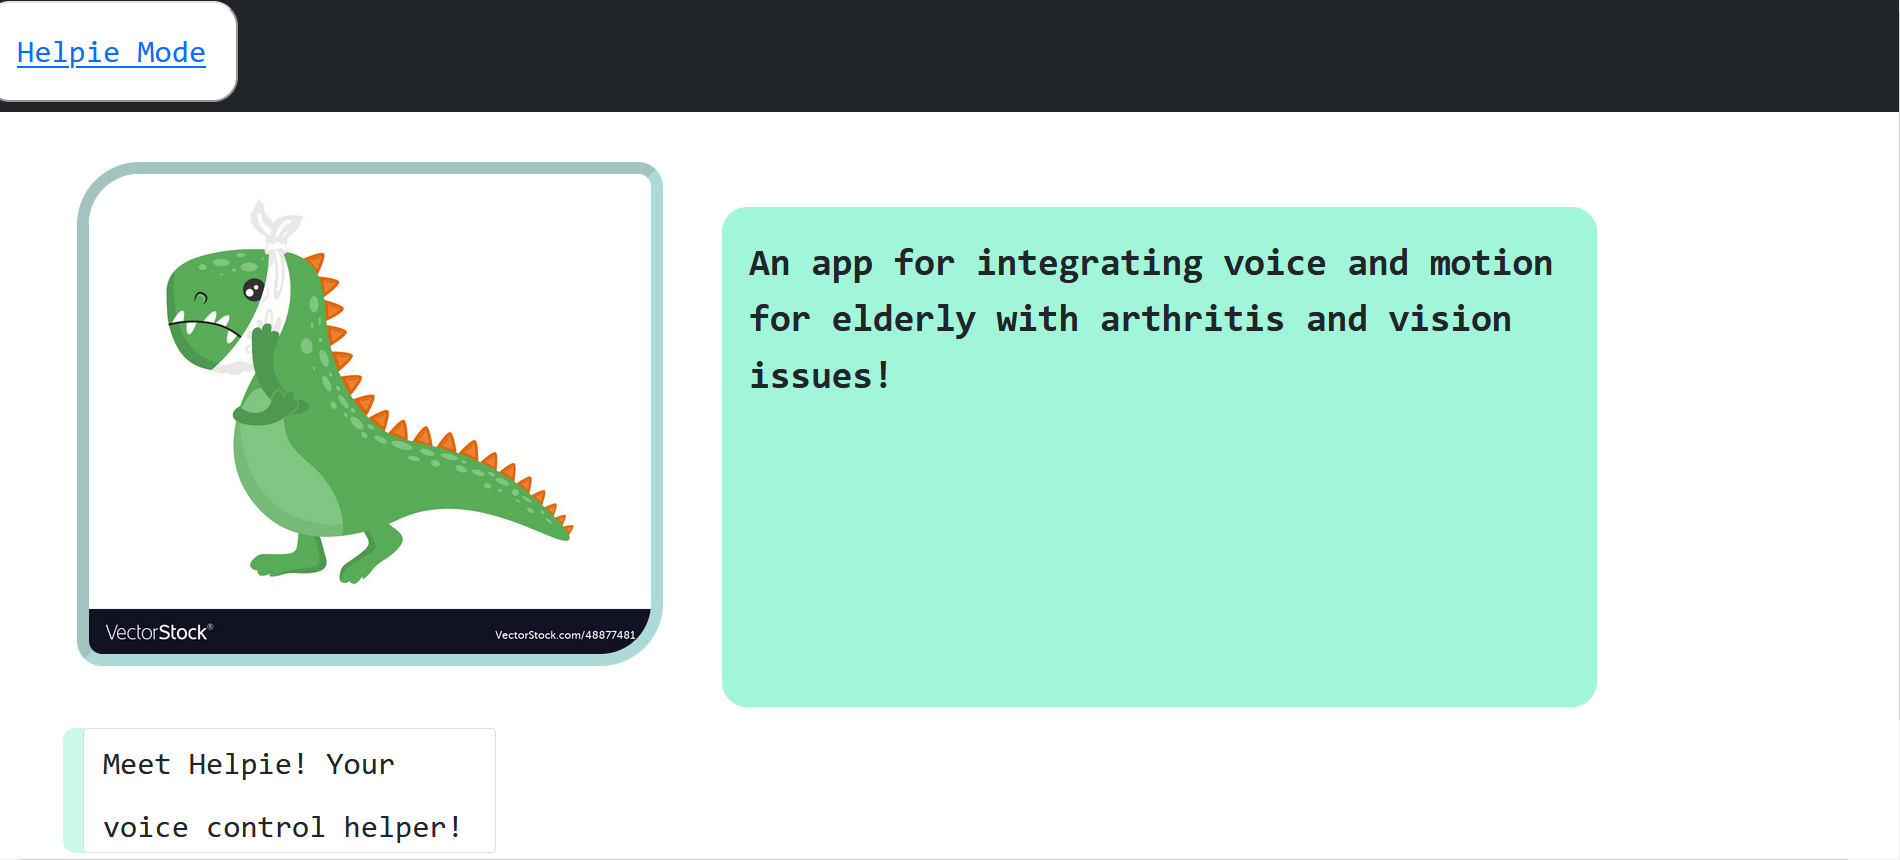 Helpie Mode
An app for integrating voice and motion
for elderly with arthritis and vision
issues!
VectorStock®
VectorStock.com/48877481
Meet Helpie! Your
voice control helper!